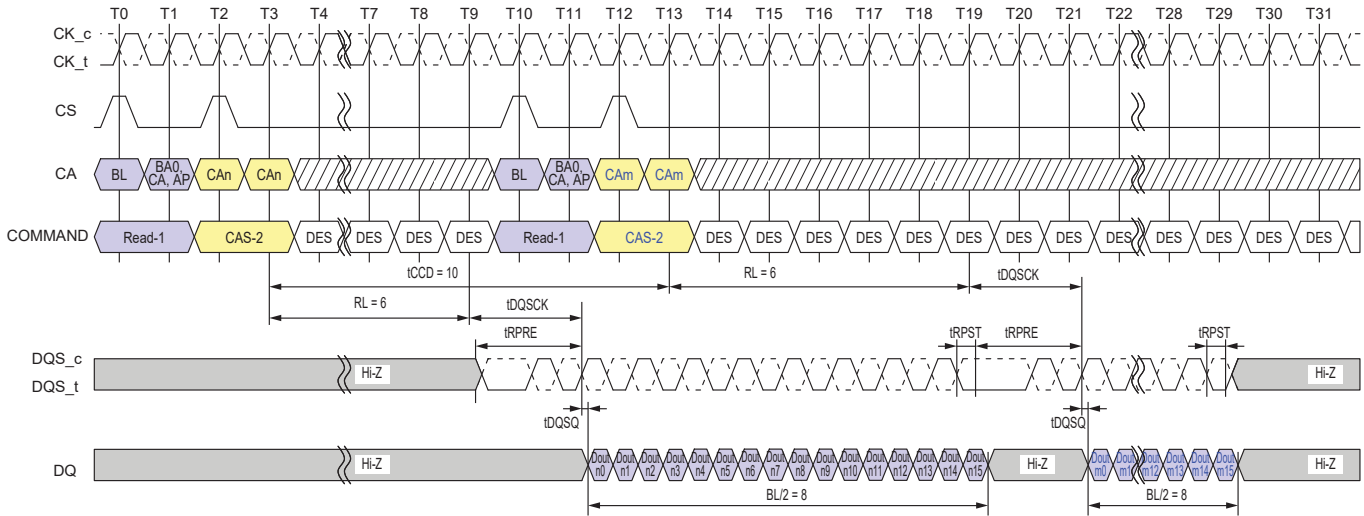 T0 T1 T2 T3 T4 T7 T8 T9 T10 T11 T12 T13 T14 T15 T16 T17 T18 T19 T20 T21 T22 T28 T29 T30 T31
CK_c
CK_t
CS
CA BL BA0, CA, AP CAn CAn BL BA0, CA, AP CAm CAm
COMMAND Read-1 CAS-2 DES DES DES DES Read-1 CAS-2 DES DES DES DES DES DES DES DES DES DES DES DES DES
tCCD = 10 RL = 6 tDQSCK
RL = 6 tDQSCK
tRPRE tRPST tRPRE tRPST
DQS_c
DQS_t
Hi-Z Hi-Z
tDQSQ tDQSQ
DQ Hi-Z Dout n0 Dout n1 Dout n2 Dout n3 Dout n4 Dout n5 Dout n6 Dout n7 Dout n8 Dout n9 Dout n10 Dout n11 Dout n12 Dout n13 Dout n14 Dout n15 Hi-Z Dout m0 Dout m1 Dout m12 Dout m13 Dout m14 Dout m15 Hi-Z
BL/2 = 8 BL/2 = 8